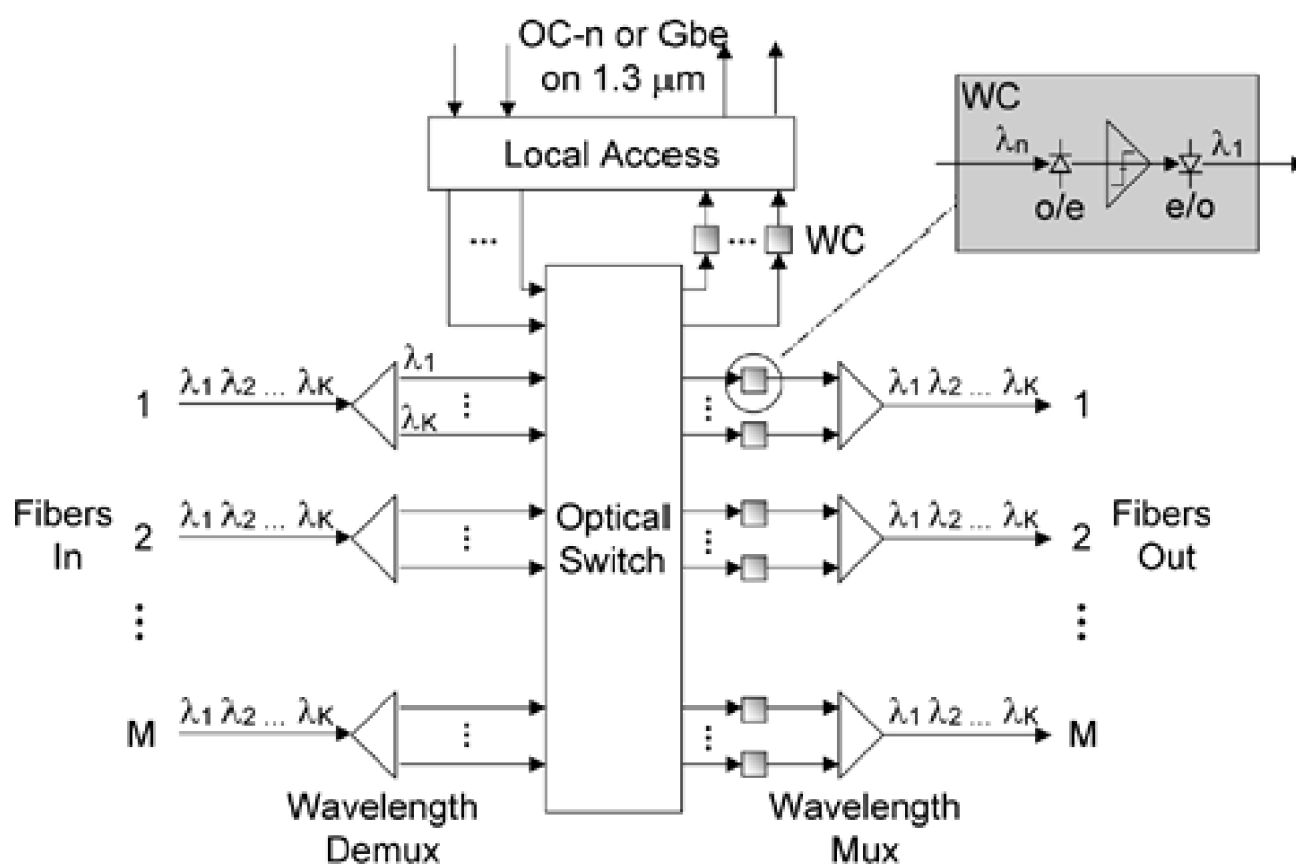 OC-n or Gbe
on 1.3 μm
Local Access
...
...
WC
WC
λn
λ1
o/e
e/o
Fibers
In
1
λ1 λ2 ... λK
λ1
...
λK
2
λ1 λ2 ... λK
...
...
M
λ1 λ2 ... λK
...
Wavelength
Demux
Optical
Switch
...
λ1 λ2 ... λK
1
...
λ1 λ2 ... λK
2
...
...
λ1 λ2 ... λK
M
Fibers
Out
Wavelength
Mux